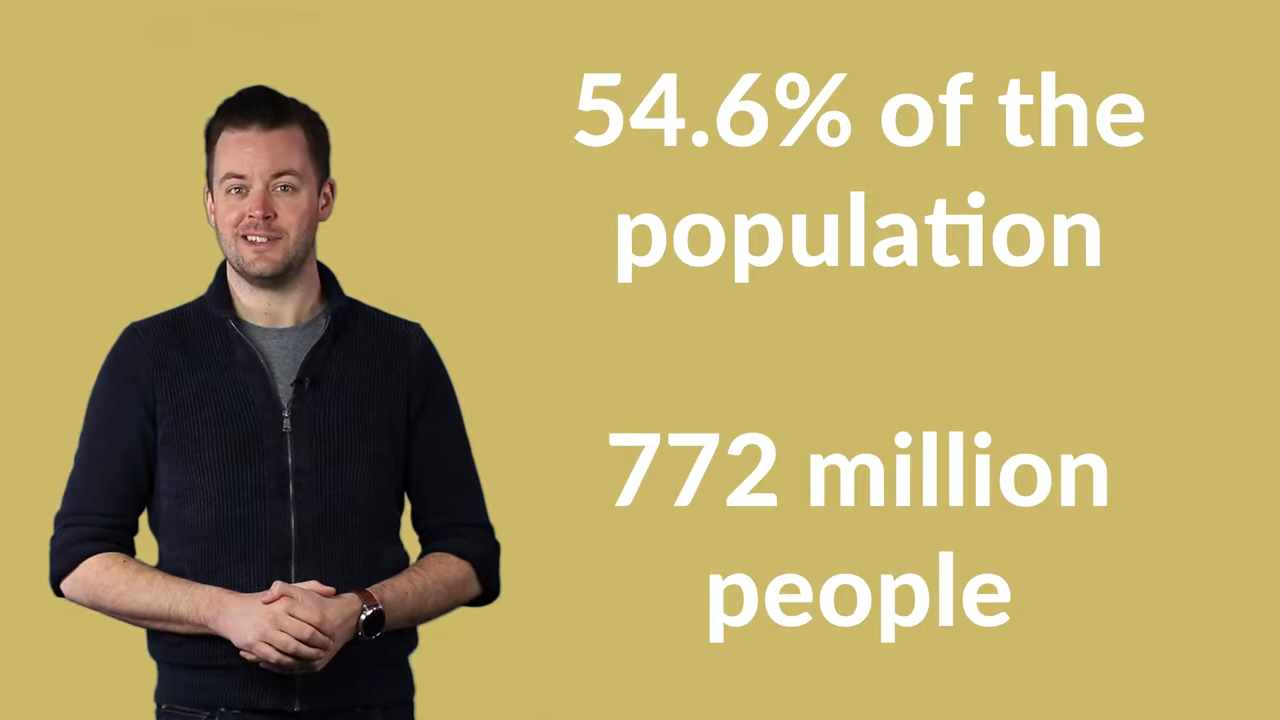 54.6% of the
population
772 million
people